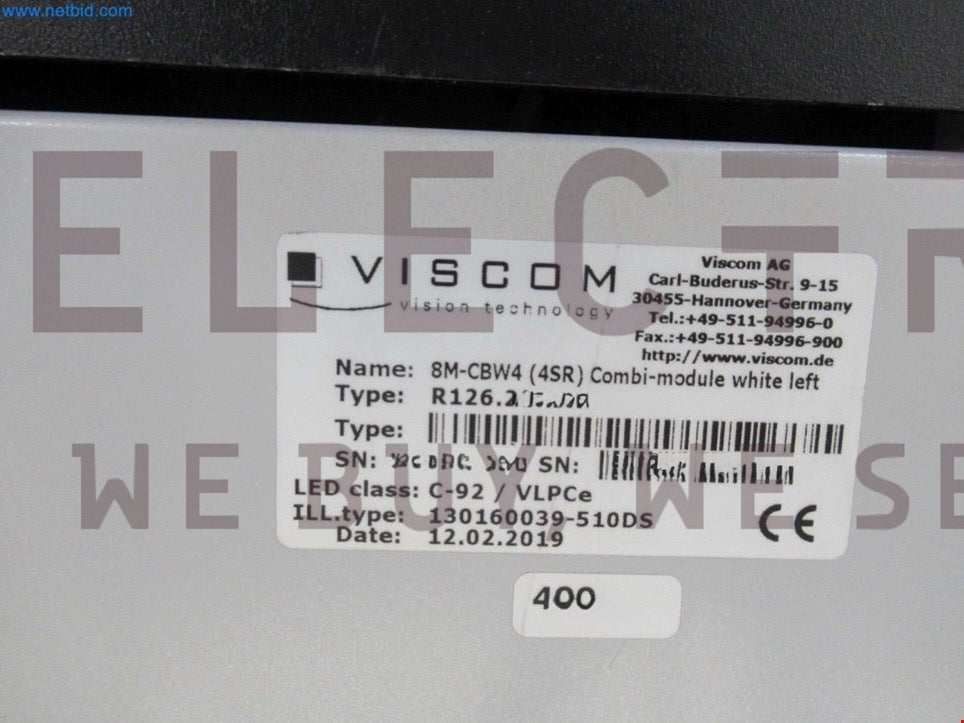 www.netbid.com
ELECTR
VISCOM
vision technology
Viscom AG
Carl-Buderus-Str. 9-15
30455-Hannover-Germany
Tel.:+49-511-94996-0
Fax.:+49-511-94996-900
http://www.viscom.de
Name: 8M-CBW4 (4SR) Combi-module white left
Type:
Type:
SN: SN:
WE BUY, WE SE
LED class: C-92 / VLPCe
ILL.type: 130160039-510DS
Date: 12.02.2019
CE
400